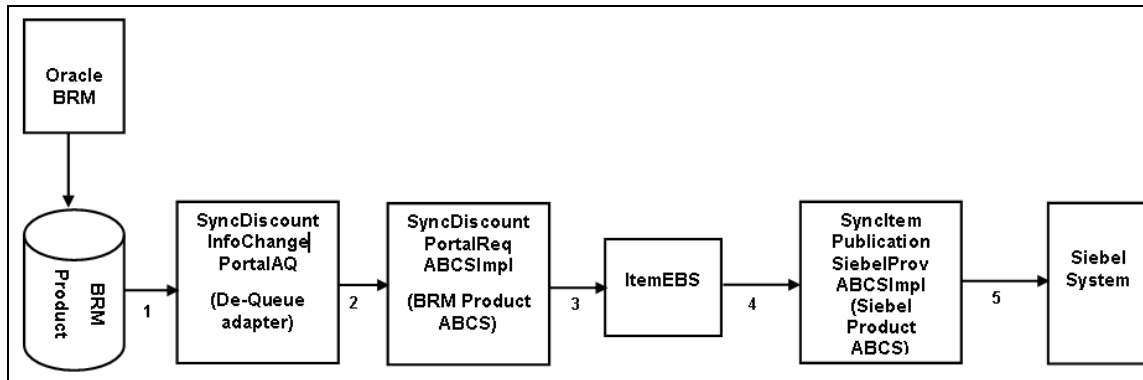 Oracle
BRM
BRM
Product
SyncDiscount
InfoChange
PortalAQ
(De-Queue
adapter)
SyncDiscount
PortalReq
ABCSImpl
(BRM Product
ABCS)
ItemEBS
SyncItem
Publication
SiebelProv
ABCSImpl
(Siebel
Product
ABCS)
Siebel
System
1
2
3
4
5